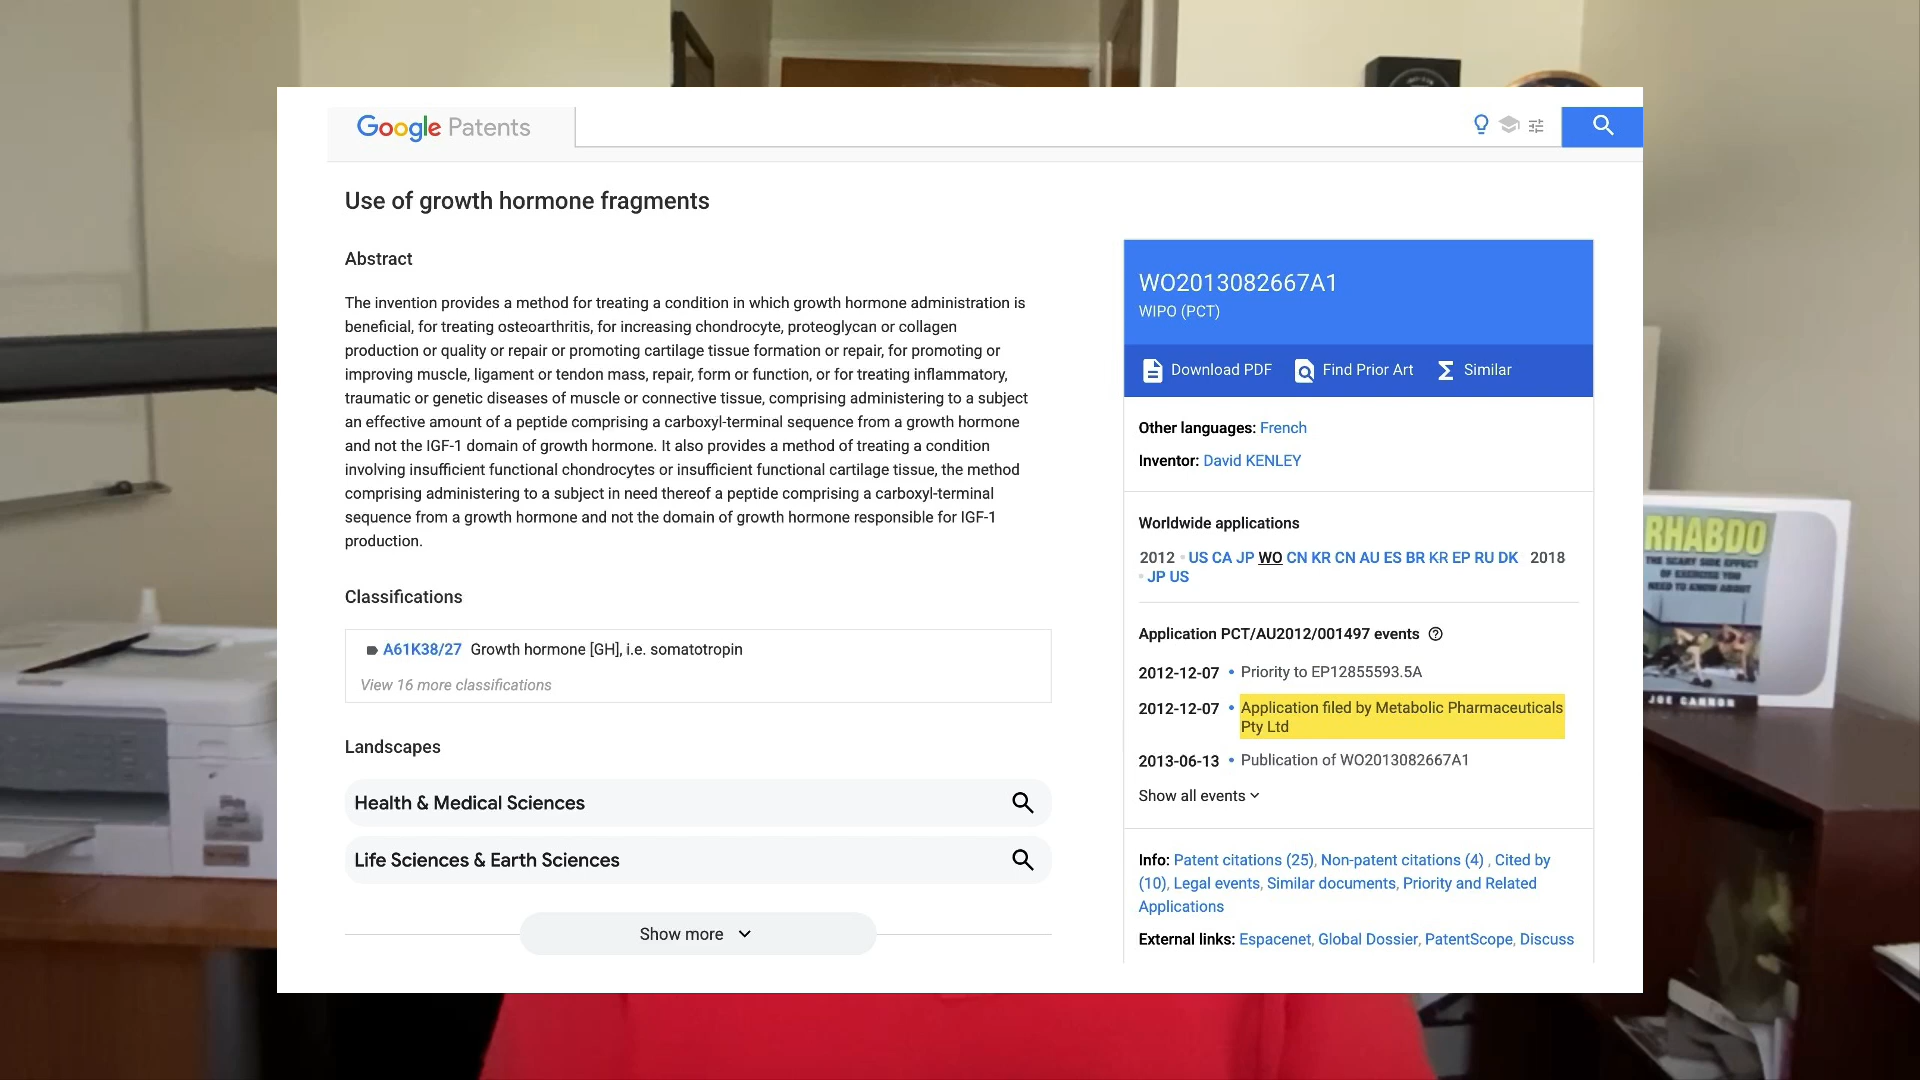 Google Patents
Use of growth hormone fragments
Abstract
The invention provides a method for treating a condition in which growth hormone administration is
beneficial, for treating osteoarthritis, for increasing chondrocyte, proteoglycan or collagen
production or quality or repair or promoting cartilage tissue formation or repair, for promoting or
improving muscle, ligament or tendon mass, repair, form or function, or for treating inflammatory,
traumatic or genetic diseases of muscle or connective tissue, comprising administering to a subject
an effective amount of a peptide comprising a carboxyl-terminal sequence from a growth hormone
and not the IGF-1 domain of growth hormone. It also provides a method of treating a condition
involving insufficient functional chondrocytes or insufficient functional cartilage tissue, the method
comprising administering to a subject in need thereof a peptide comprising a carboxyl-terminal
sequence from a growth hormone and not the domain of growth hormone responsible for IGF-1
production.
Classifications
A61K38/27 Growth hormone [GH], i.e. somatotropin
View 16 more classifications
Landscapes
Health & Medical Sciences
Life Sciences & Earth Sciences
Show more
WO2013082667A1
WIPO (PCT)
Download PDF Find Prior Art Similar
Other languages: French
Inventor: David KENLEY
Worldwide applications
2012 • US CA JP WO CN KR CN AU ES BR KR EP RU DK 2018
• JP US
Application PCT/AU2012/001497 events
2012-12-07 • Priority to EP12855593.5A
2012-12-07 • Application filed by Metabolic Pharmaceuticals
Pty Ltd
2013-06-13 • Publication of WO2013082667A1
Show all events
Info: Patent citations (25), Non-patent citations (4) , Cited by
(10), Legal events, Similar documents, Priority and Related
Applications
External links: Espacenet, Global Dossier, PatentScope, Discuss
RHABDO
THE SCARY SIDE EFFECT
OF EXERCISE YOU
NEED TO KNOW ABOUT
JOE CANNON